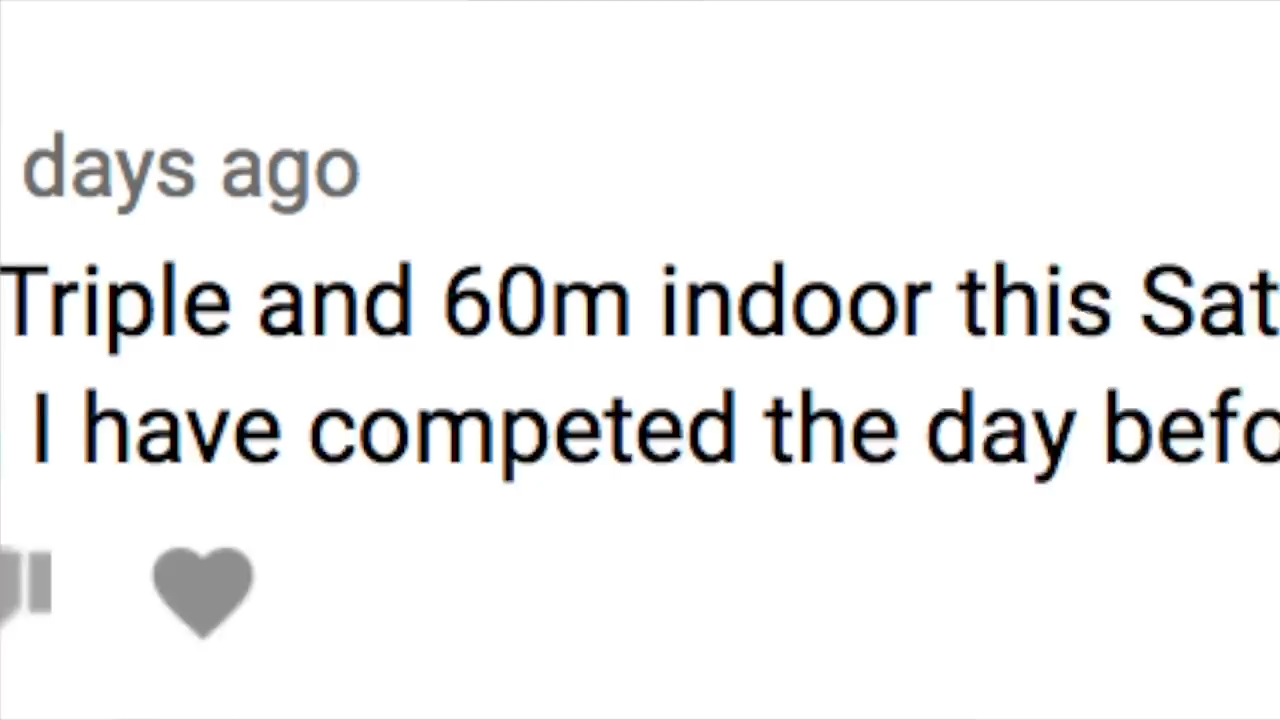 days ago
Triple and 60m indoor this Sat
I have competed the day befo